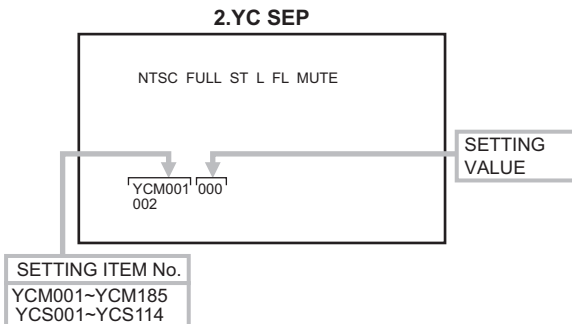 2.YC SEP
NTSC FULL ST L FL MUTE
SETTING
VALUE
YCM001 000
002
SETTING ITEM No.
YCM001~YCM185
YCS001~YCS114